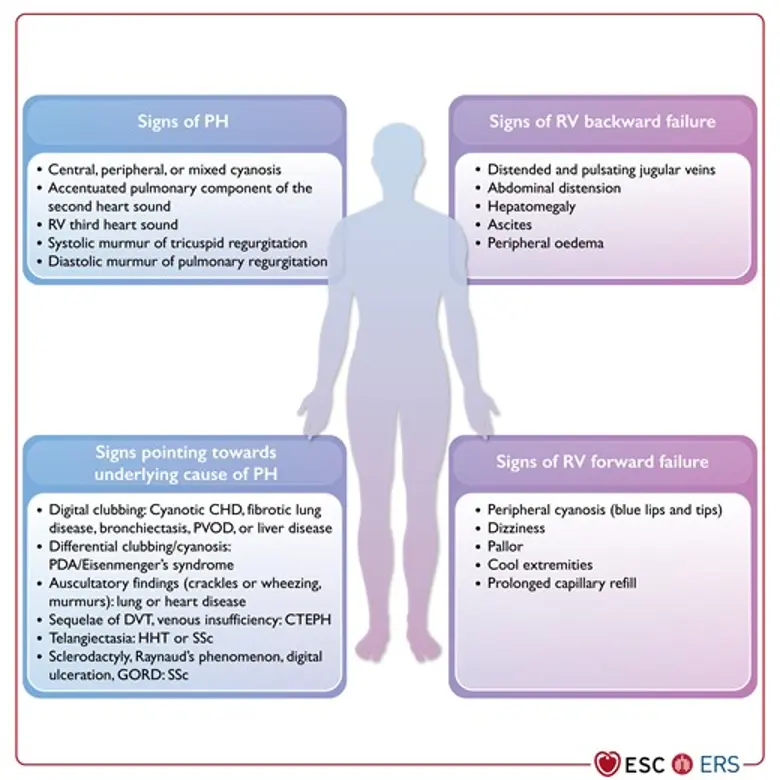 Signs of PH
• Central, peripheral, or mixed cyanosis
• Accentuated pulmonary component of the
second heart sound
• RV third heart sound
• Systolic murmur of tricuspid regurgitation
• Diastolic murmur of pulmonary regurgitation
Signs of RV backward failure
• Distended and pulsating jugular veins
• Abdominal distension
• Hepatomegaly
• Ascites
• Peripheral oedema
Signs pointing towards
underlying cause of PH
• Digital clubbing: Cyanotic CHD, fibrotic lung
disease, bronchiectasis, PVOD, or liver disease
• Differential clubbing/cyanosis:
PDA/Eisenmenger's syndrome
• Auscultatory findings (crackles or wheezing,
murmurs): lung or heart disease
• Sequelae of DVT, venous insufficiency: CTEPH
• Telangiectasia: HHT or SSc
• Sclerodactyly, Raynaud's phenomenon, digital
ulceration, GORD: SSc
Signs of RV forward failure
• Peripheral cyanosis (blue lips and tips)
• Dizziness
• Pallor
• Cool extremities
• Prolonged capillary refill
ESC ERS